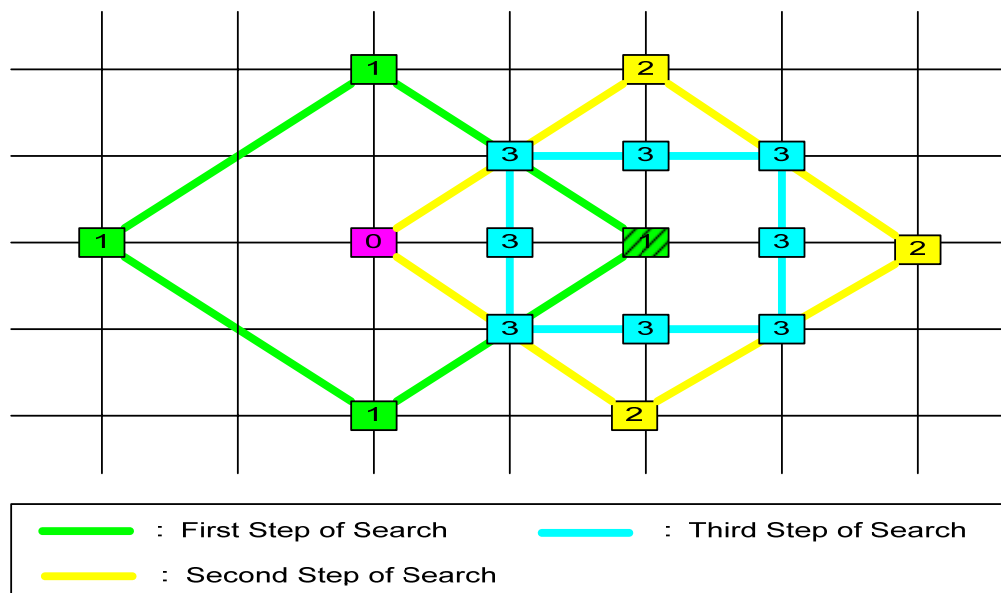 1 2
3 3 3
1 0 3 1 3 2
3 3 3
1 2
: First Step of Search : Third Step of Search
: Second Step of Search